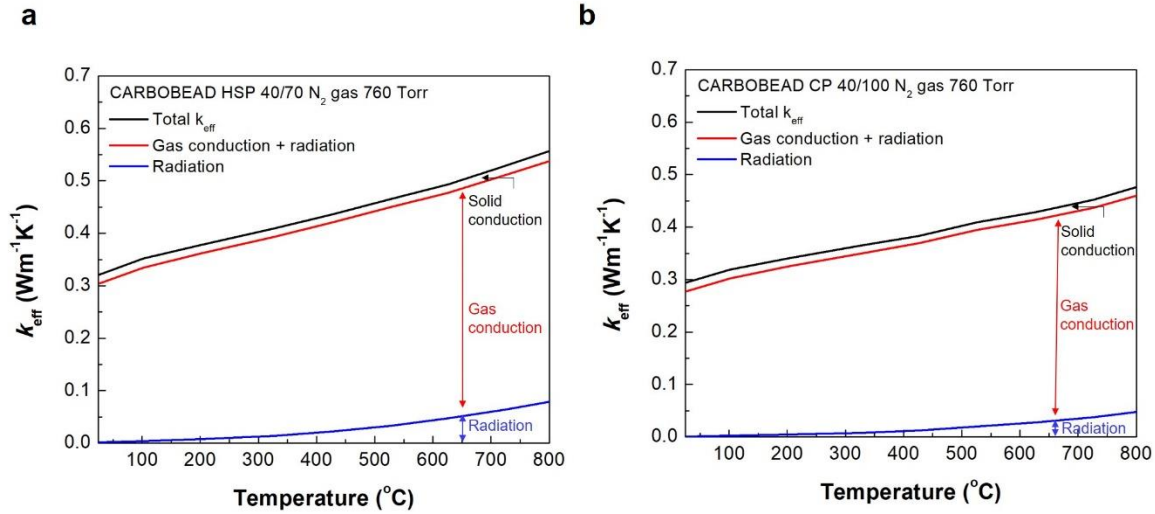 a
CARBOBEAD HSP 40/70 N₂ gas 760 Torr
Total k_eff
Gas conduction + radiation
Radiation
Solid
conduction
Gas
conduction
Radiation
0.7
0.6
0.5
0.4
0.3
0.2
0.1
0.0
k_eff (Wm⁻¹K⁻¹)
100 200 300 400 500 600 700 800
Temperature (°C)
b
CARBOBEAD CP 40/100 N₂ gas 760 Torr
Total k_eff
Gas conduction + radiation
Radiation
Solid
conduction
Gas
conduction
Radiation
0.7
0.6
0.5
0.4
0.3
0.2
0.1
0.0
k_eff (Wm⁻¹K⁻¹)
100 200 300 400 500 600 700 800
Temperature (°C)